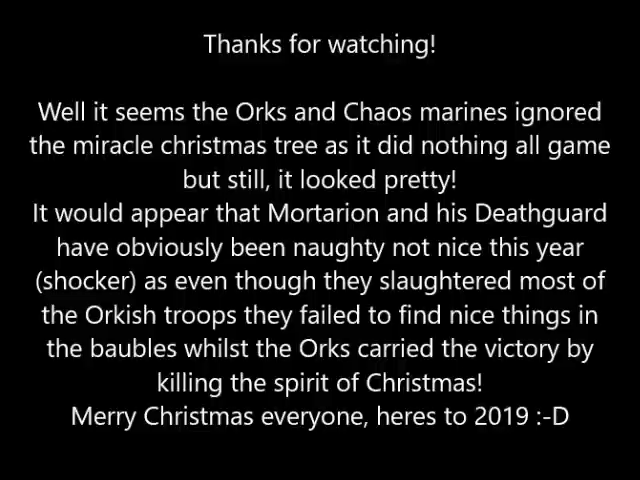 Thanks for watching!
Well it seems the Orks and Chaos marines ignored
the miracle christmas tree as it did nothing all game
but still, it looked pretty!
It would appear that Mortarion and his Deathguard
have obviously been naughty not nice this year
(shocker) as even though they slaughtered most of
the Orkish troops they failed to find nice things in
the baubles whilst the Orks carried the victory by
killing the spirit of Christmas!
Merry Christmas everyone, heres to 2019 :-D